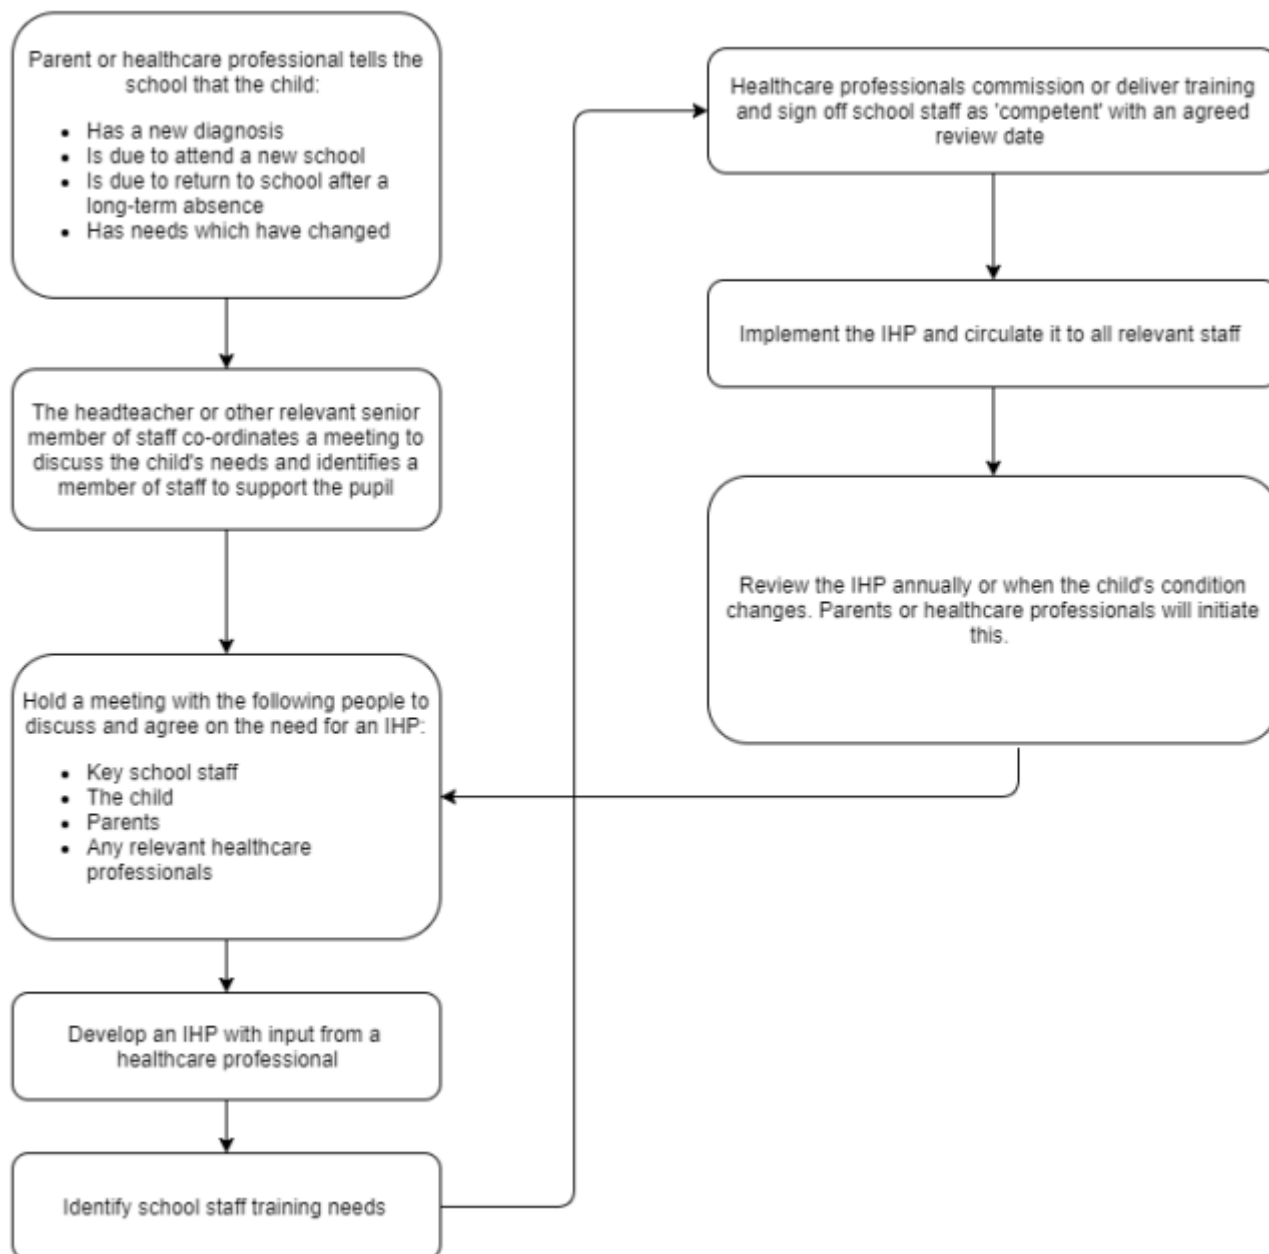 Parent or healthcare professional tells the
school that the child:
• Has a new diagnosis
• Is due to attend a new school
• Is due to return to school after a
long-term absence
• Has needs which have changed
The headteacher or other relevant senior
member of staff co-ordinates a meeting to
discuss the child's needs and identifies a
member of staff to support the pupil
Hold a meeting with the following people to
discuss and agree on the need for an IHP:
• Key school staff
• The child
• Parents
• Any relevant healthcare
professionals
Develop an IHP with input from a
healthcare professional
Identify school staff training needs
Healthcare professionals commission or deliver training
and sign off school staff as 'competent' with an agreed
review date
Implement the IHP and circulate it to all relevant staff
Review the IHP annually or when the child's condition
changes. Parents or healthcare professionals will initiate
this.